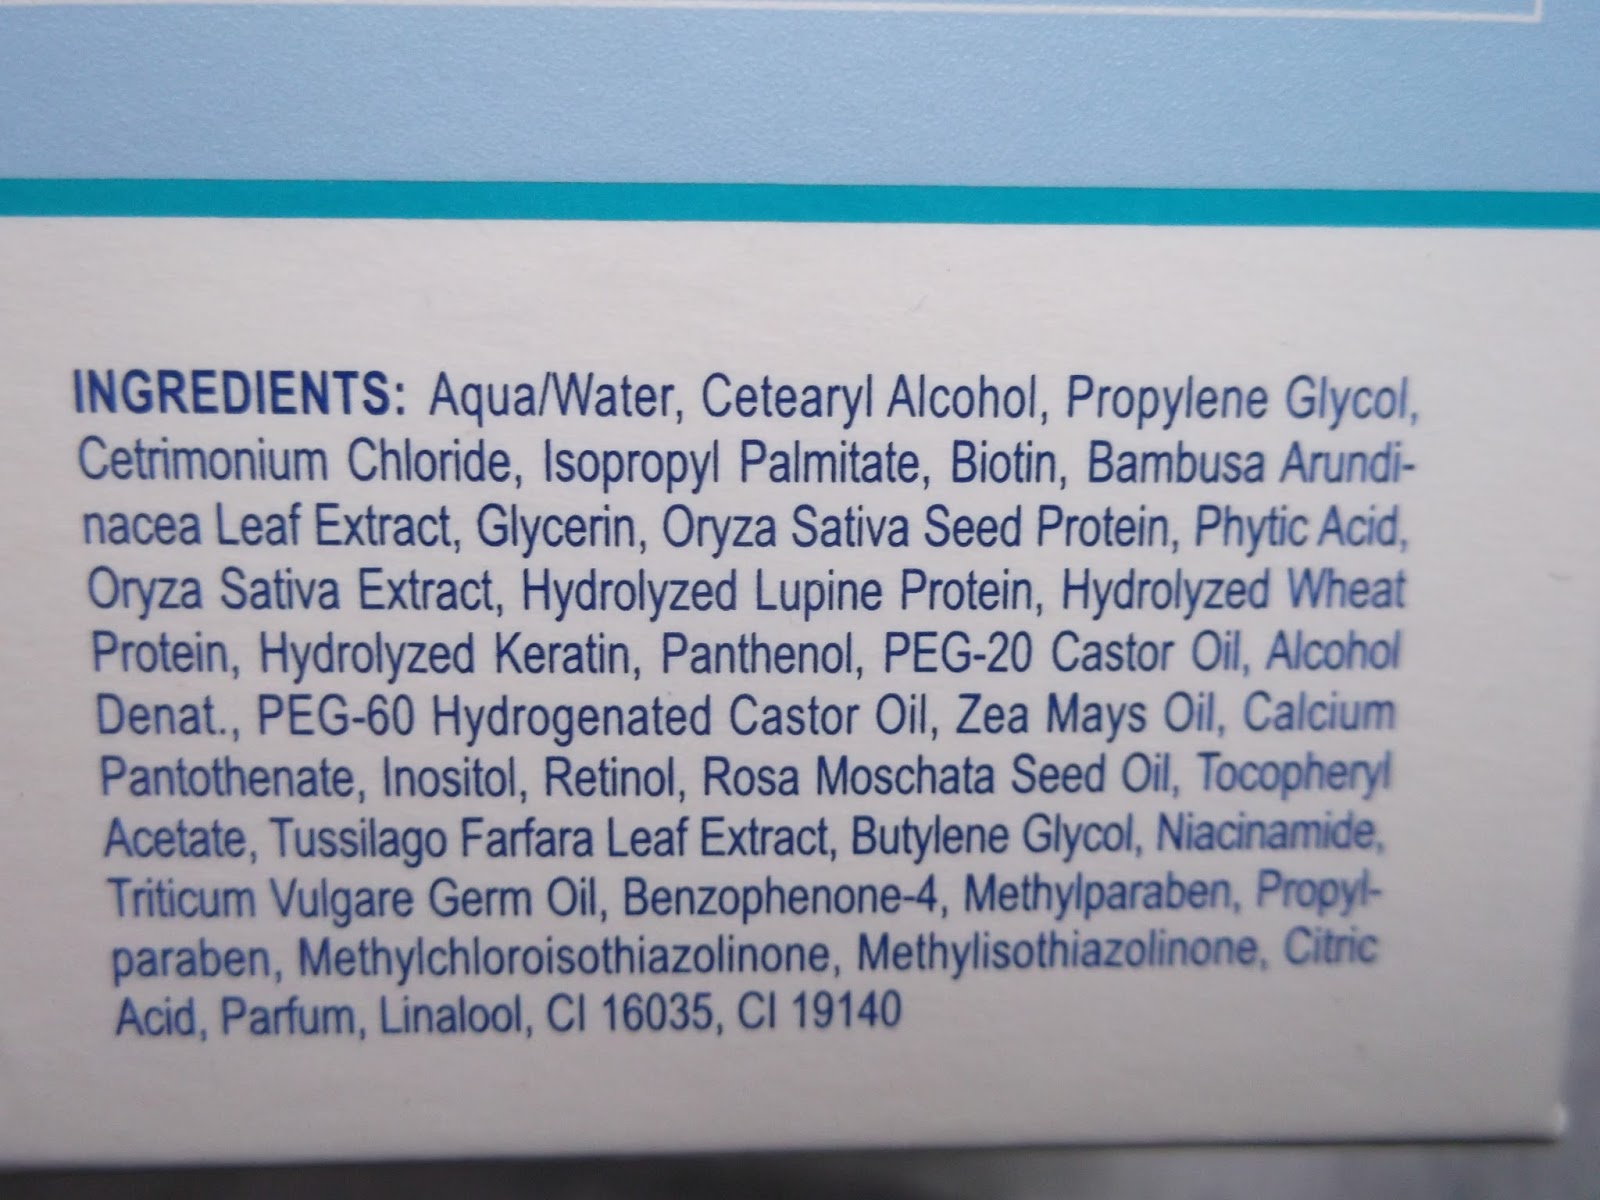 INGREDIENTS: Aqua/Water, Cetearyl Alcohol, Propylene Glycol,
Cetrimonium Chloride, Isopropyl Palmitate, Biotin, Bambusa Arundi-
nacea Leaf Extract, Glycerin, Oryza Sativa Seed Protein, Phytic Acid,
Oryza Sativa Extract, Hydrolyzed Lupine Protein, Hydrolyzed Wheat
Protein, Hydrolyzed Keratin, Panthenol, PEG-20 Castor Oil, Alcohol
Denat., PEG-60 Hydrogenated Castor Oil, Zea Mays Oil, Calcium
Pantothenate, Inositol, Retinol, Rosa Moschata Seed Oil, Tocopheryl
Acetate, Tussilago Farfara Leaf Extract, Butylene Glycol, Niacinamide,
Triticum Vulgare Germ Oil, Benzophenone-4, Methylparaben, Propyl-
paraben, Methylchloroisothiazolinone, Methylisothiazolinone, Citric
Acid, Parfum, Linalool, CI 16035, CI 19140